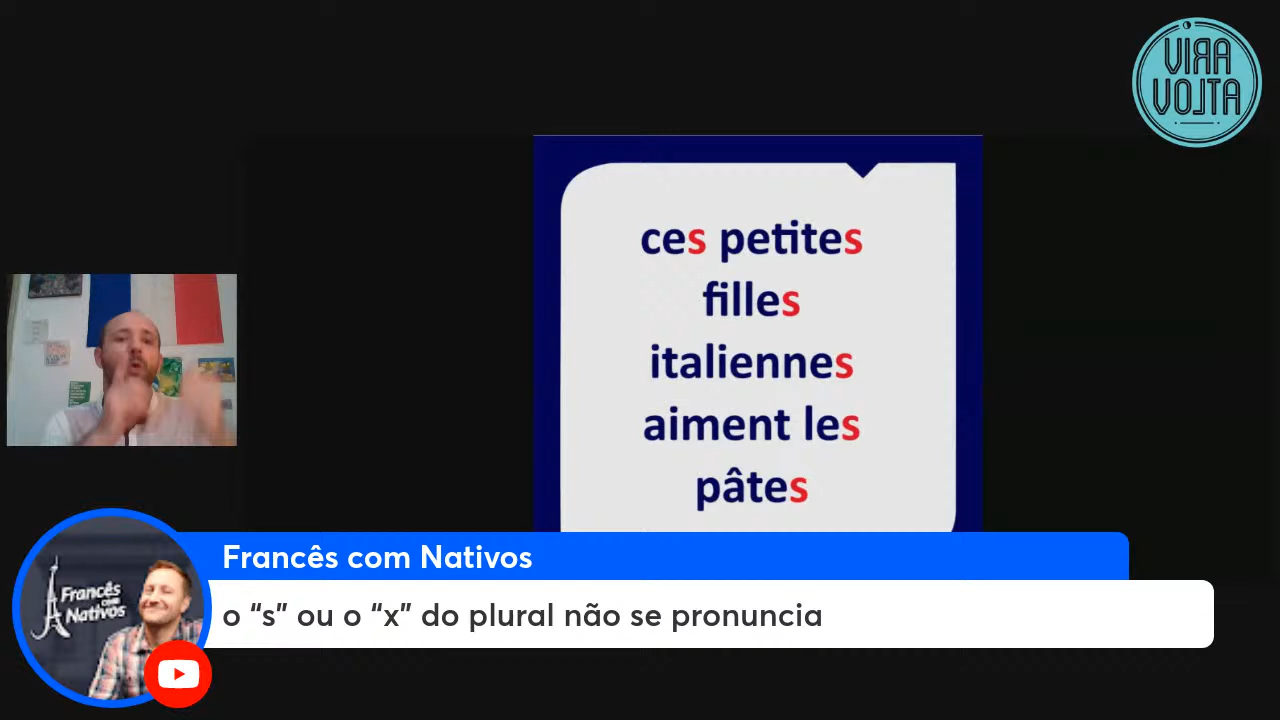 VIRA
VOLTA
ces petites
filles
italiennes
aiment les
pâtes
Francês com Nativos
Francês
com
Nativos
o “s” ou o “x” do plural não se pronuncia